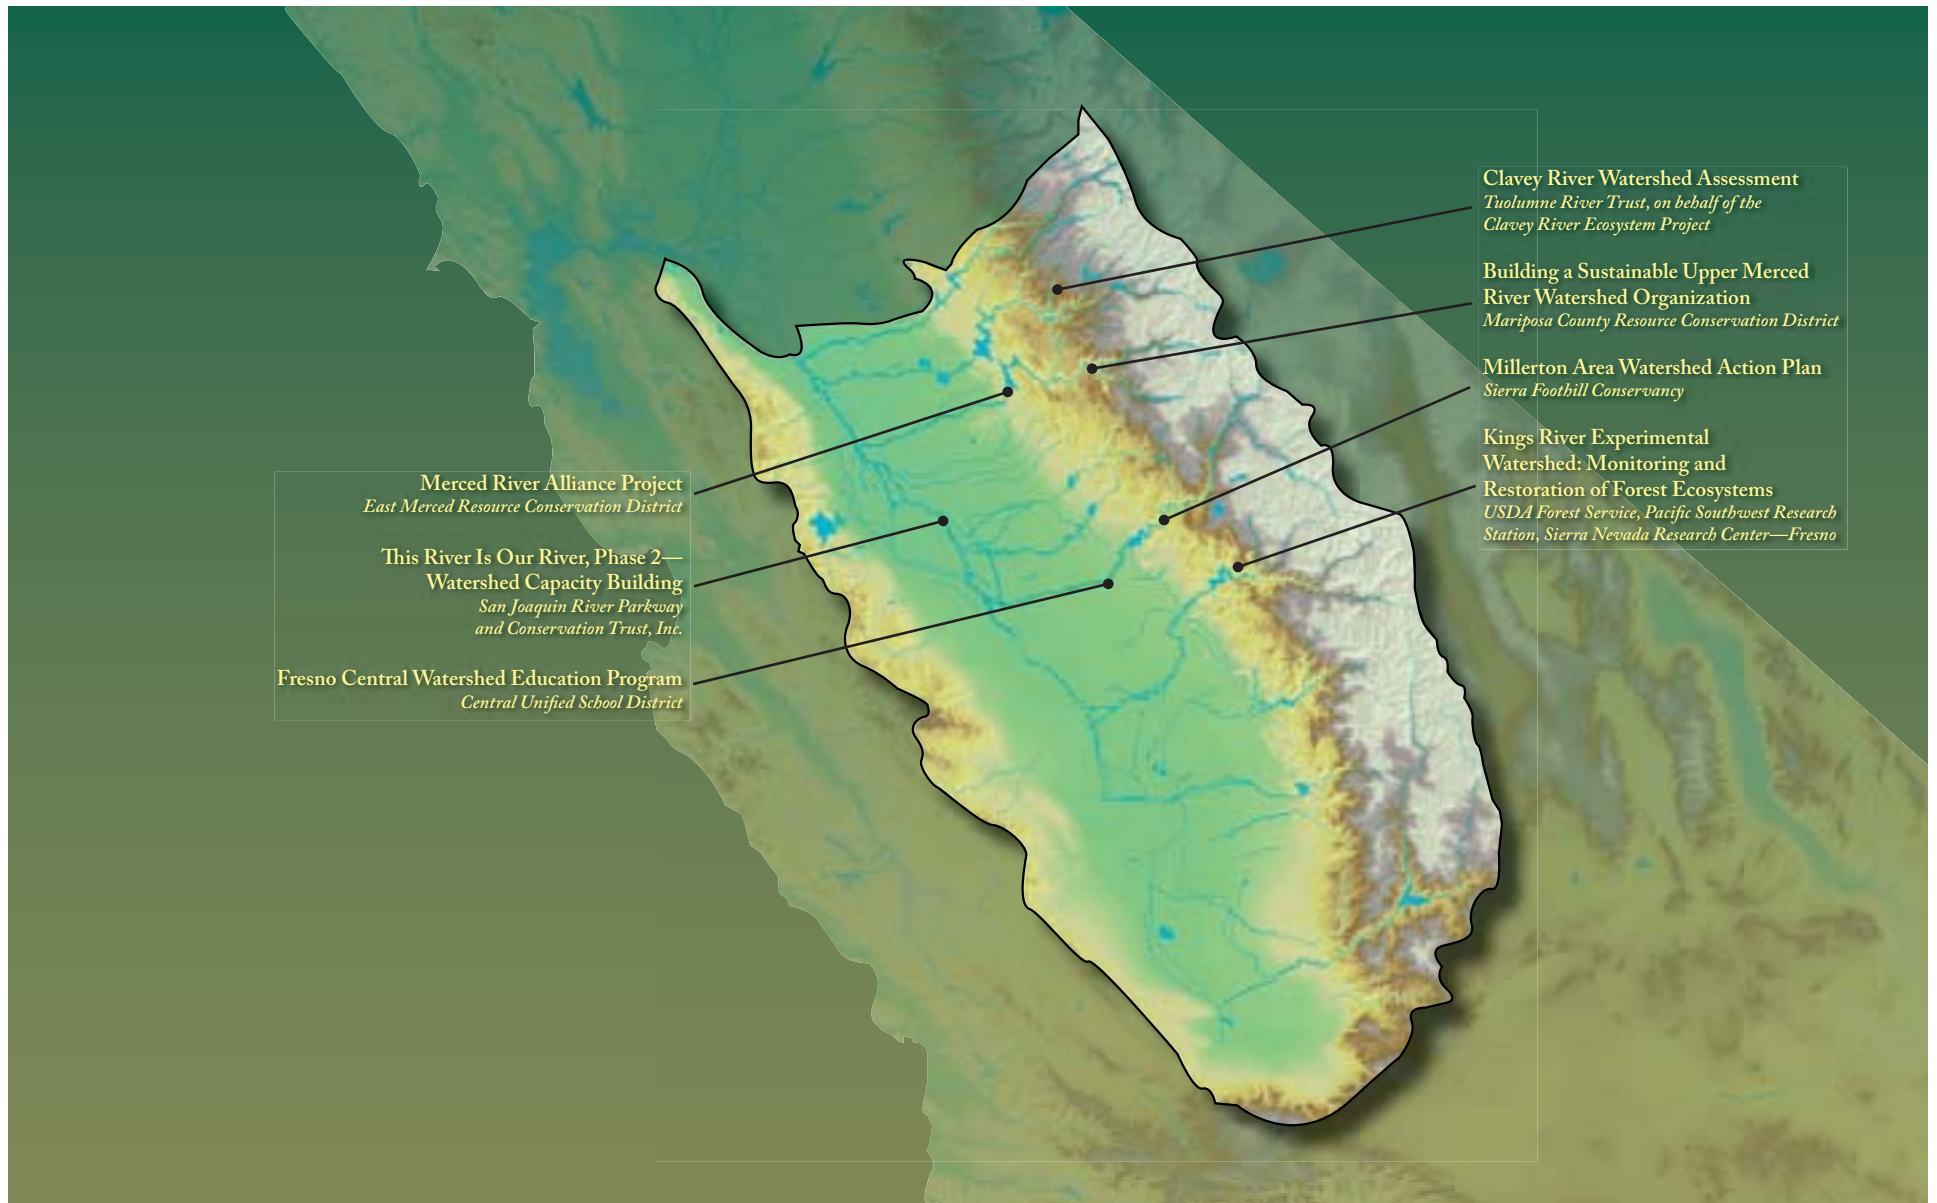 Clavey River Watershed Assessment
Tuolumne River Trust, on behalf of the
Clavey River Ecosystem Project
Building a Sustainable Upper Merced
River Watershed Organization
Mariposa County Resource Conservation District
Millerton Area Watershed Action Plan
Sierra Foothill Conservancy
Kings River Experimental
Watershed: Monitoring and
Restoration of Forest Ecosystems
USDA Forest Service, Pacific Southwest Research
Station, Sierra Nevada Research Center—Fresno
Merced River Alliance Project
East Merced Resource Conservation District
This River Is Our River, Phase 2—
Watershed Capacity Building
San Joaquin River Parkway
and Conservation Trust, Inc.
Fresno Central Watershed Education Program
Central Unified School District